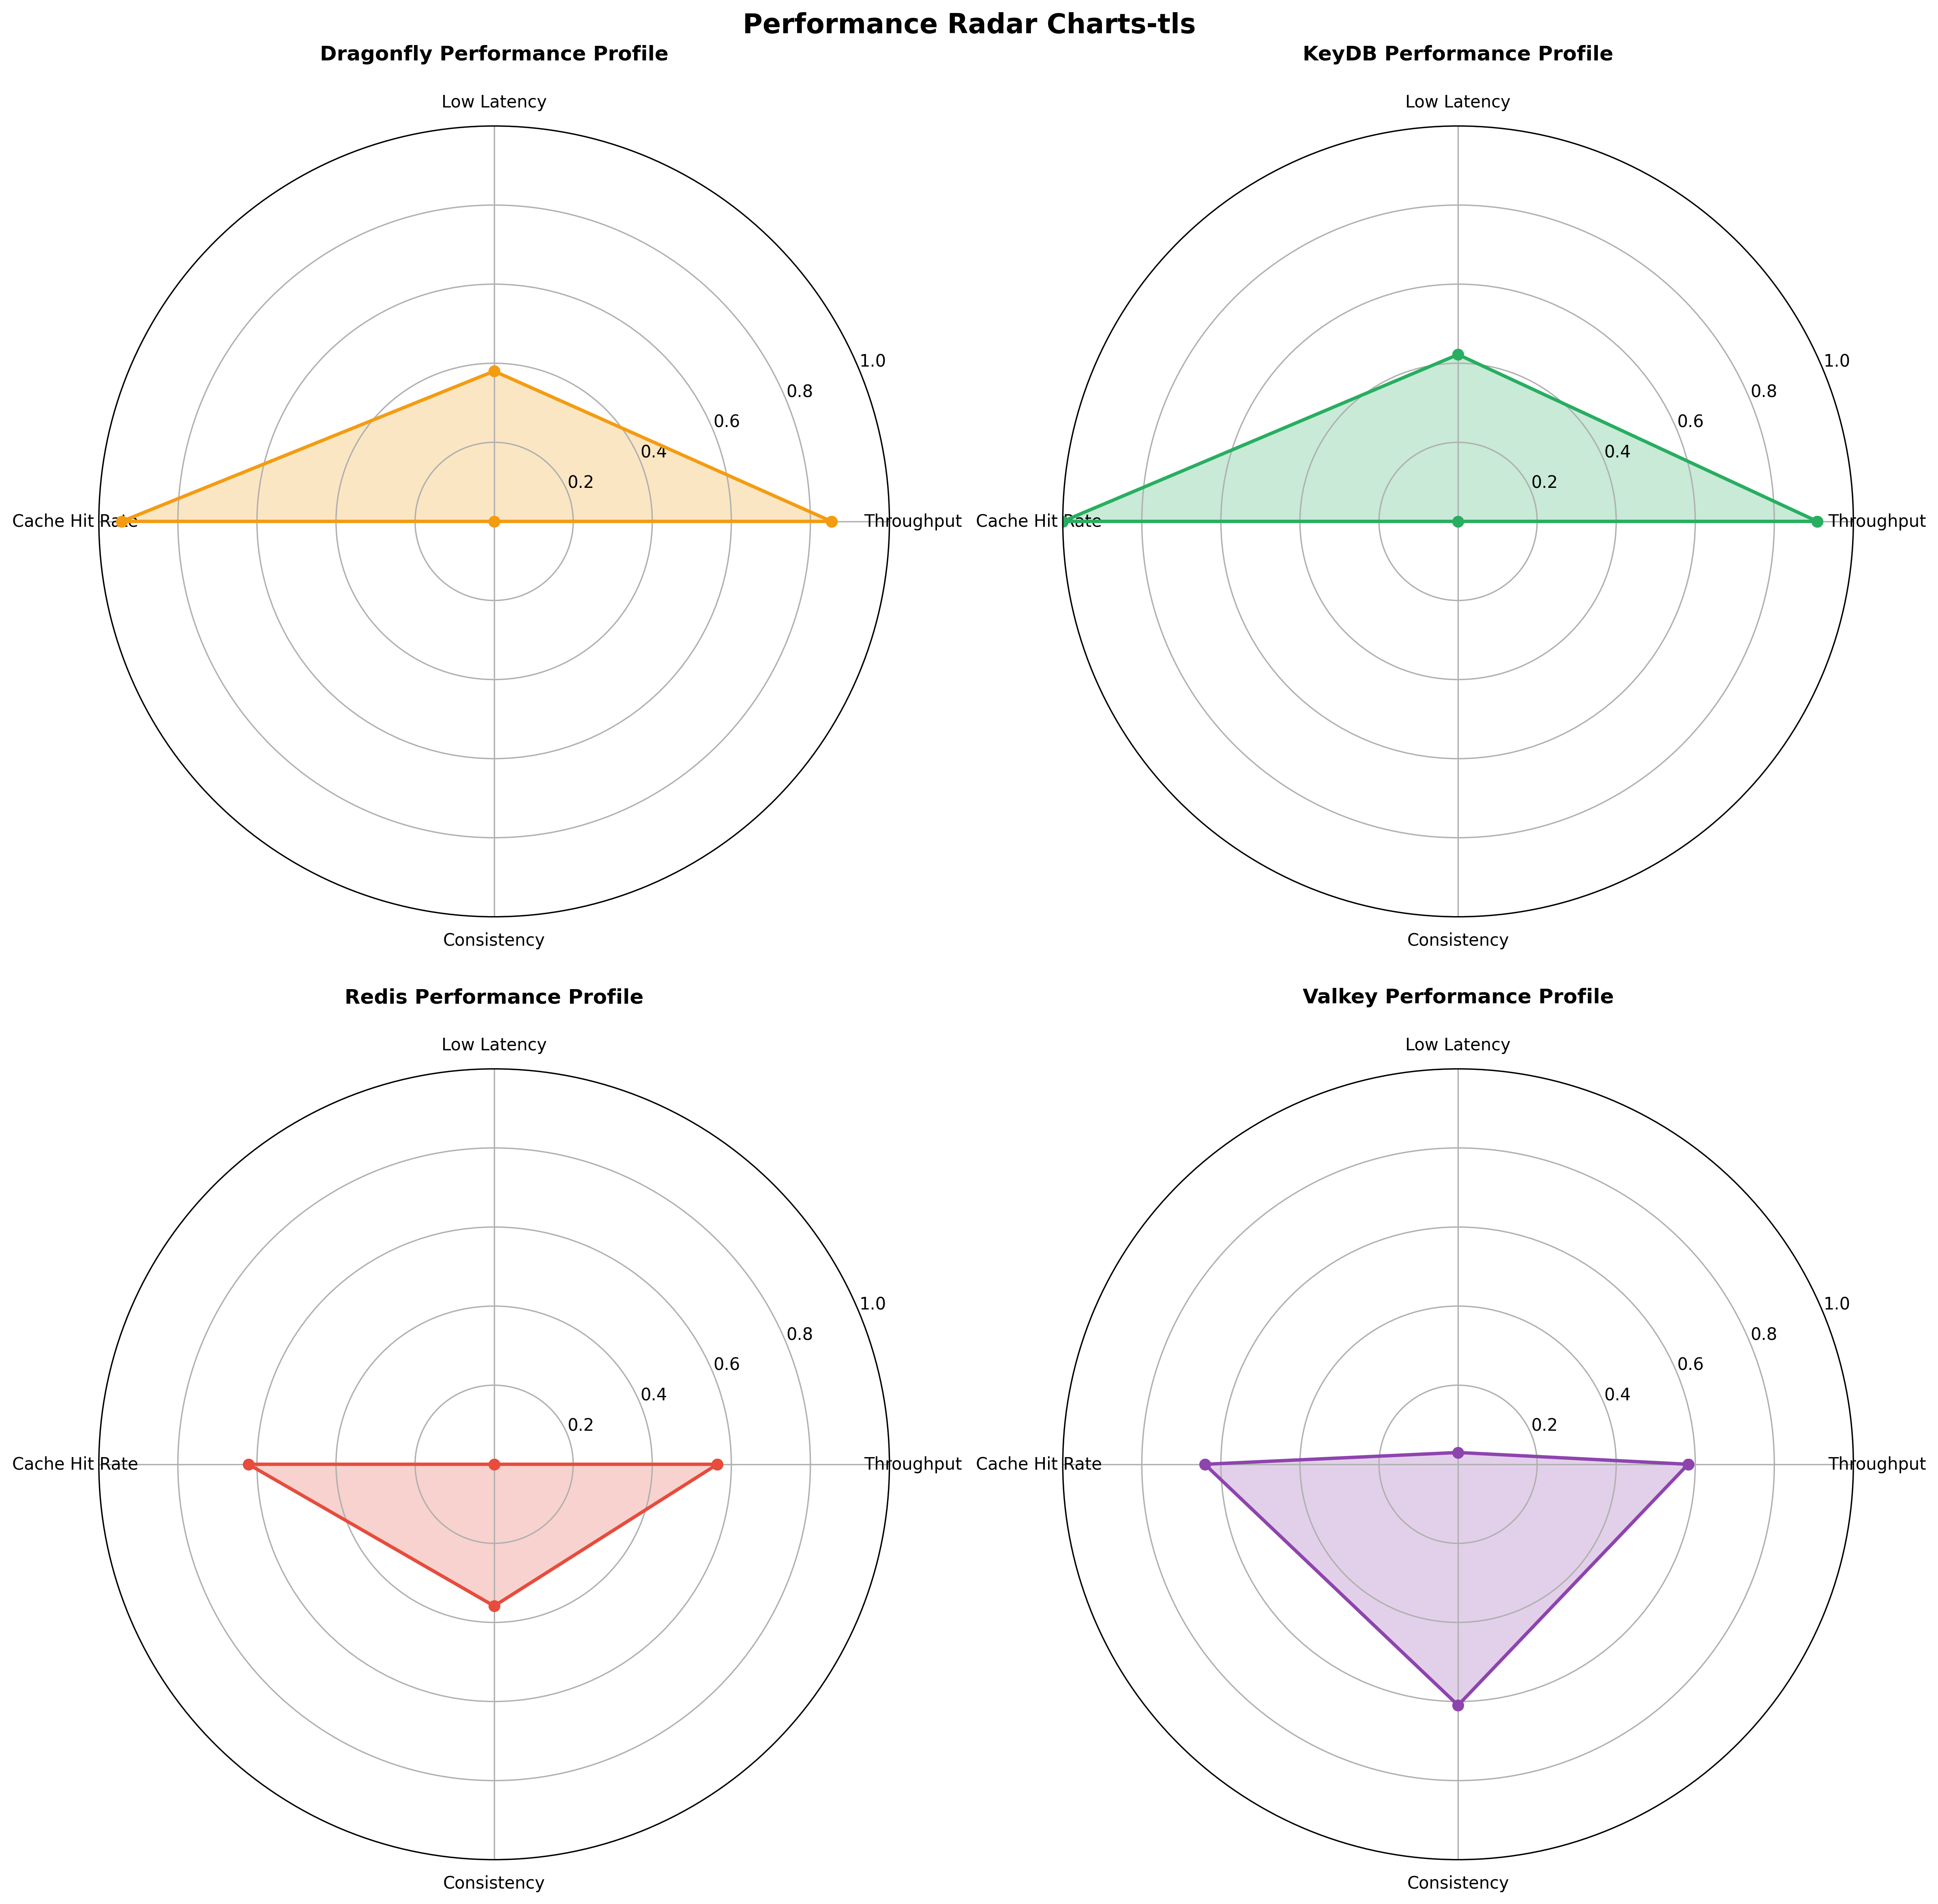 Performance Radar Charts-tls
Dragonfly Performance Profile
Low Latency
1.0
0.8
0.6
0.4
0.2
Cache Hit Rate
Throughput
Consistency
KeyDB Performance Profile
Low Latency
1.0
0.8
0.6
0.4
0.2
Cache Hit Rate
Throughput
Consistency
Redis Performance Profile
Low Latency
1.0
0.8
0.6
0.4
0.2
Cache Hit Rate
Throughput
Consistency
Valkey Performance Profile
Low Latency
1.0
0.8
0.6
0.4
0.2
Cache Hit Rate
Throughput
Consistency